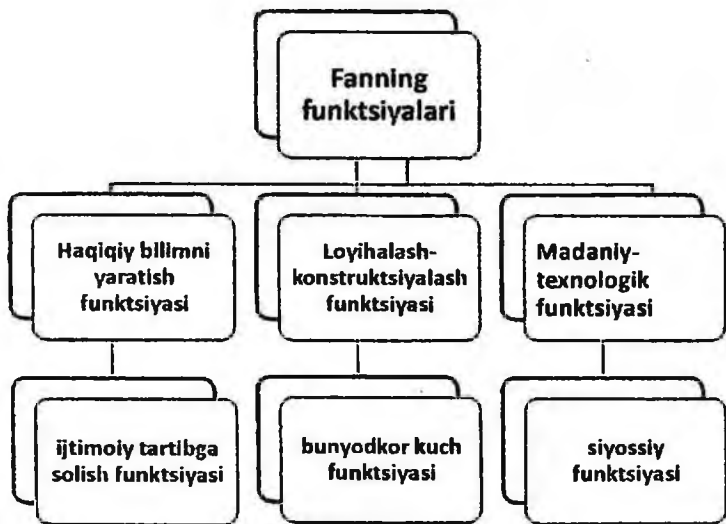 Fanning
funktsiyalari
Haqiqiy bilimni
yaratish
funktsiyasi
Loyihalash-
konstruktsiyalash
funktsiyasi
Madaniy-
texnologik
funktsiyasi
ijtimoiy tartibga
solish funktsiyasi
bunyodkor kuch
funktsiyasi
siyossiy
funktsiyasi